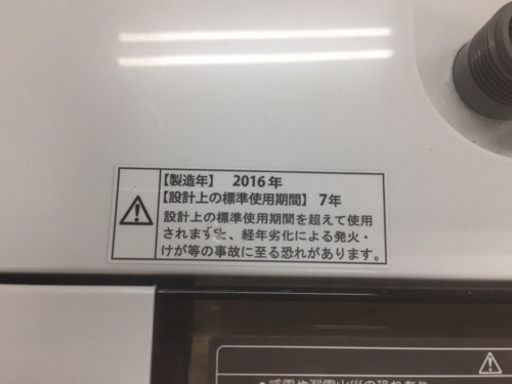 【製造年】 2016年
【設計上の標準使用期間】 7年
設計上の標準使用期間を超えて使用
されますと、経年劣化による発火・
けが等の事故に至る恐れがあります。